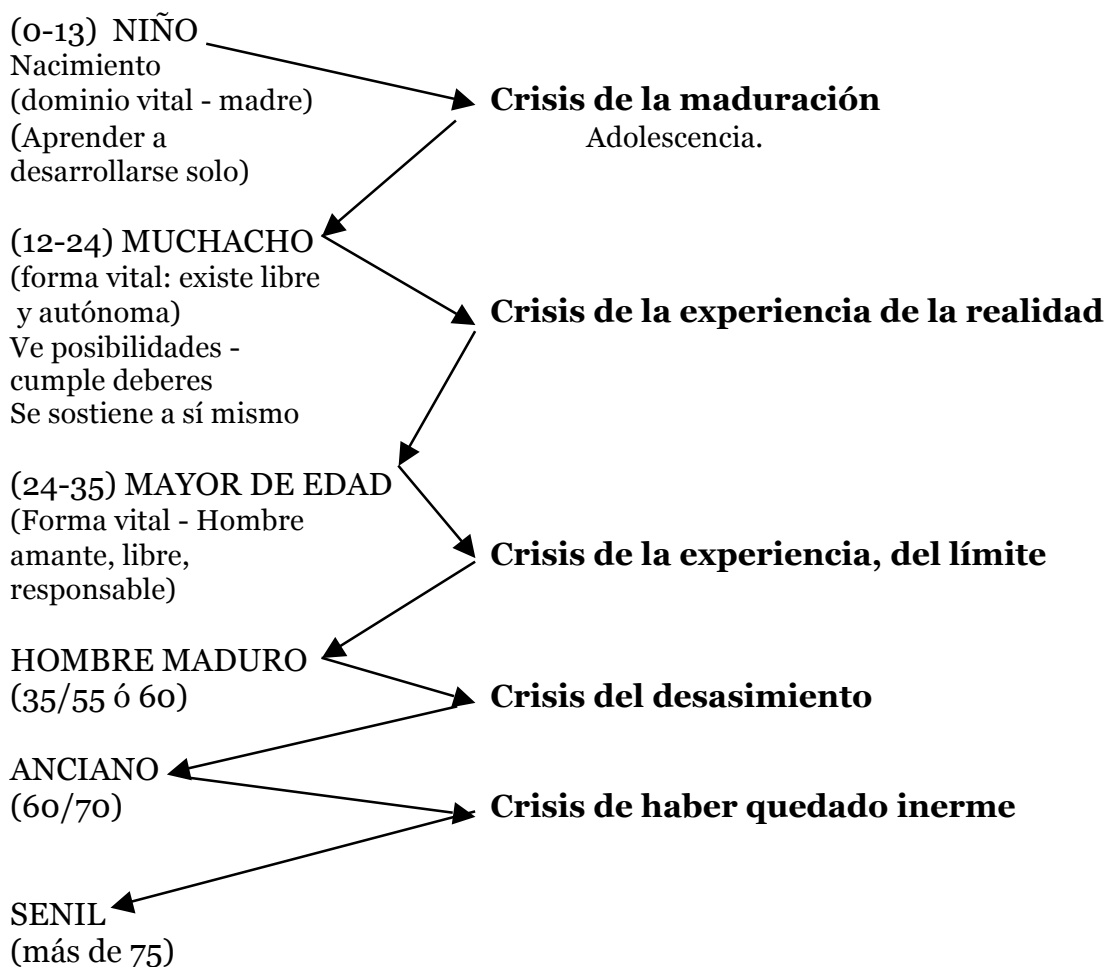 (0-13) NIÑO
Nacimiento
(dominio vital - madre)
Crisis de la maduración
(Aprender a
Adolescencia.
desarrollarse solo)
(12-24) MUCHACHO
(forma vital: existe libre
y autónoma)
Crisis de la experiencia de la realidad
Ve posibilidades -
cumple deberes
Se sostiene a sí mismo
(24-35) MAYOR DE EDAD
(Forma vital - Hombre
amante, libre,
Crisis de la experiencia, del límite
responsable)
HOMBRE MADURO
(35/55 ó 60)
Crisis del desasimiento
ANCIANO
(60/70)
Crisis de haber quedado inerme
SENIL
(más de 75)